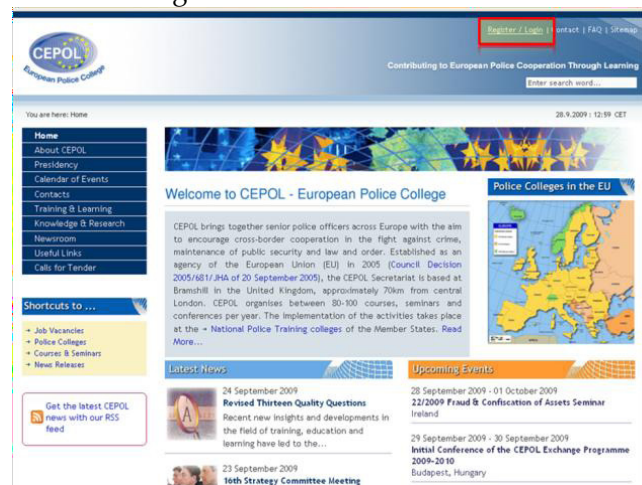 Register / Login | Contact | FAQ | Sitemap
CEPOL
European Police College
Contributing to European Police Cooperation Through Learning
Enter search word...
You are here: Home
28.9.2009 : 12:59 CET
Home
About CEPOL
Presidency
Calendar of Events
Contacts
Training & Learning
Knowledge & Research
Newsroom
Useful Links
Calls for Tender
Shortcuts to ...
Job Vacancies
Police Colleges
Courses & Seminars
News Releases
Get the latest CEPOL
news with our RSS
feed
Welcome to CEPOL - European Police College
CEPOL brings together senior police officers across Europe with the aim
to encourage cross-border cooperation in the fight against crime,
maintenance of public security and law and order. Established as an
agency of the European Union (EU) in 2005 (Council Decision
2005/681/JHA of 20 September 2005), the CEPOL Secretariat is based at
Bramshill in the United Kingdom, approximately 70km from central
London. CEPOL organises between 80-100 courses, seminars and
conferences per year. The implementation of the activities takes place
at the National Police Training colleges of the Member States. Read
More...
Police Colleges in the EU
Latest News
24 September 2009
Revised Thirteen Quality Questions
Recent new insights and developments in
the field of training, education and
learning have led to the...
23 September 2009
16th Strategy Committee Meeting
Upcoming Events
28 September 2009 - 01 October 2009
22/2009 Fraud & Confiscation of Assets Seminar
Ireland
29 September 2009 - 30 September 2009
Initial Conference of the CEPOL Exchange Programme
2009-2010
Budapest, Hungary